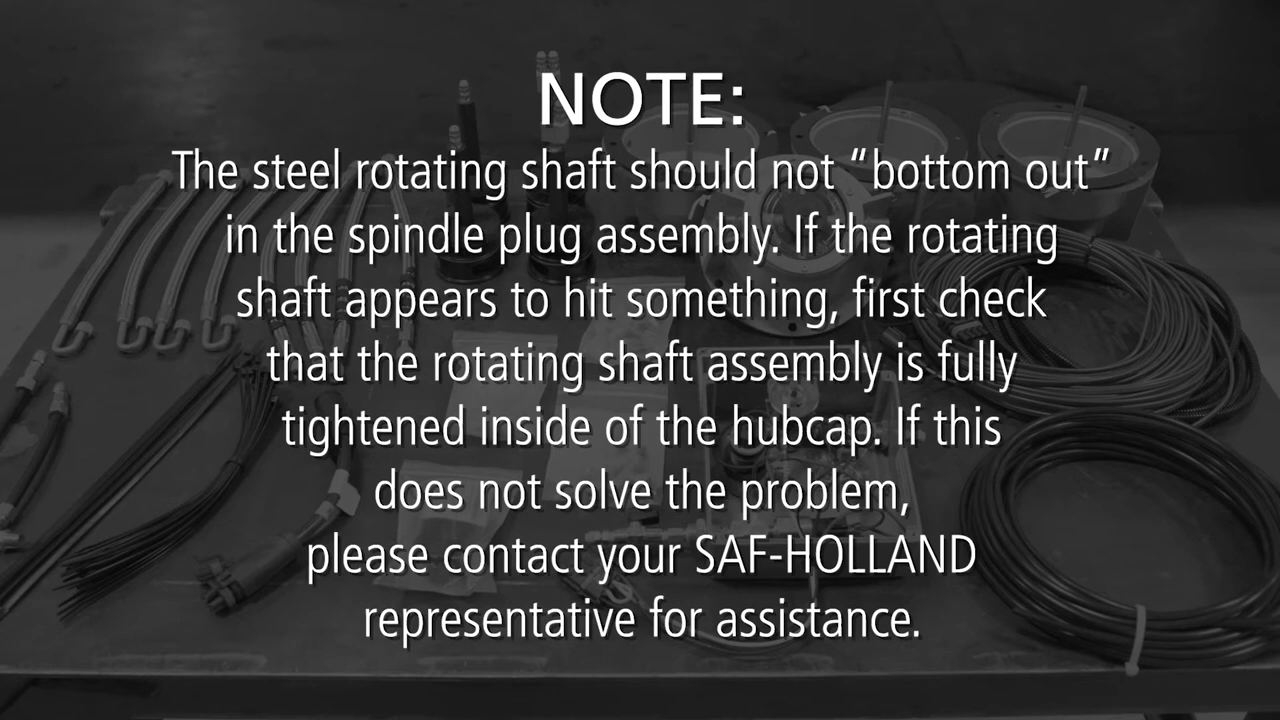 NOTE:
The steel rotating shaft should not “bottom out”
in the spindle plug assembly. If the rotating
shaft appears to hit something, first check
that the rotating shaft assembly is fully
tightened inside of the hubcap. If this
does not solve the problem,
please contact your SAF-HOLLAND
representative for assistance.